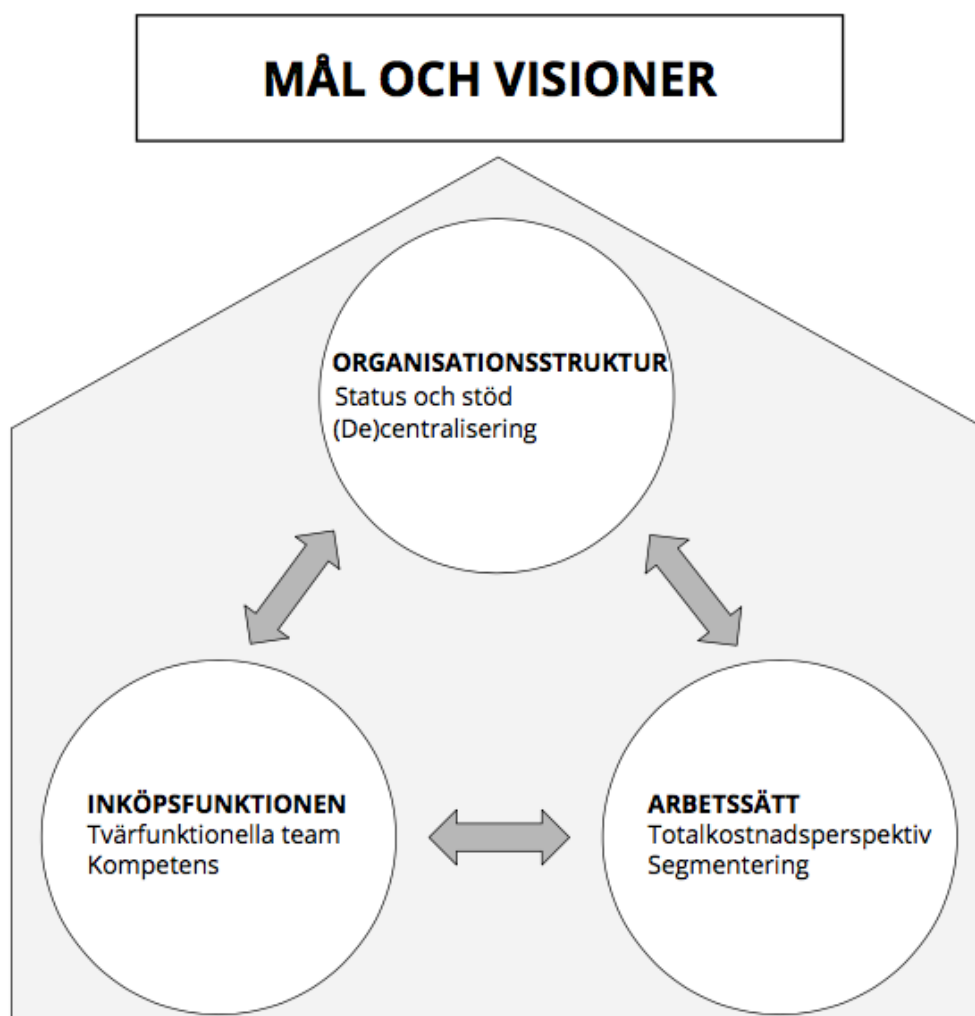 MÅL OCH VISIONER
ORGANISATIONSSTRUKTUR
Status och stöd
(De)centralisering
INKÖPSFUNKTIONEN
Tvärfunktionella team
Kompetens
ARBETSSÄTT
Totalkostnadsperspektiv
Segmentering